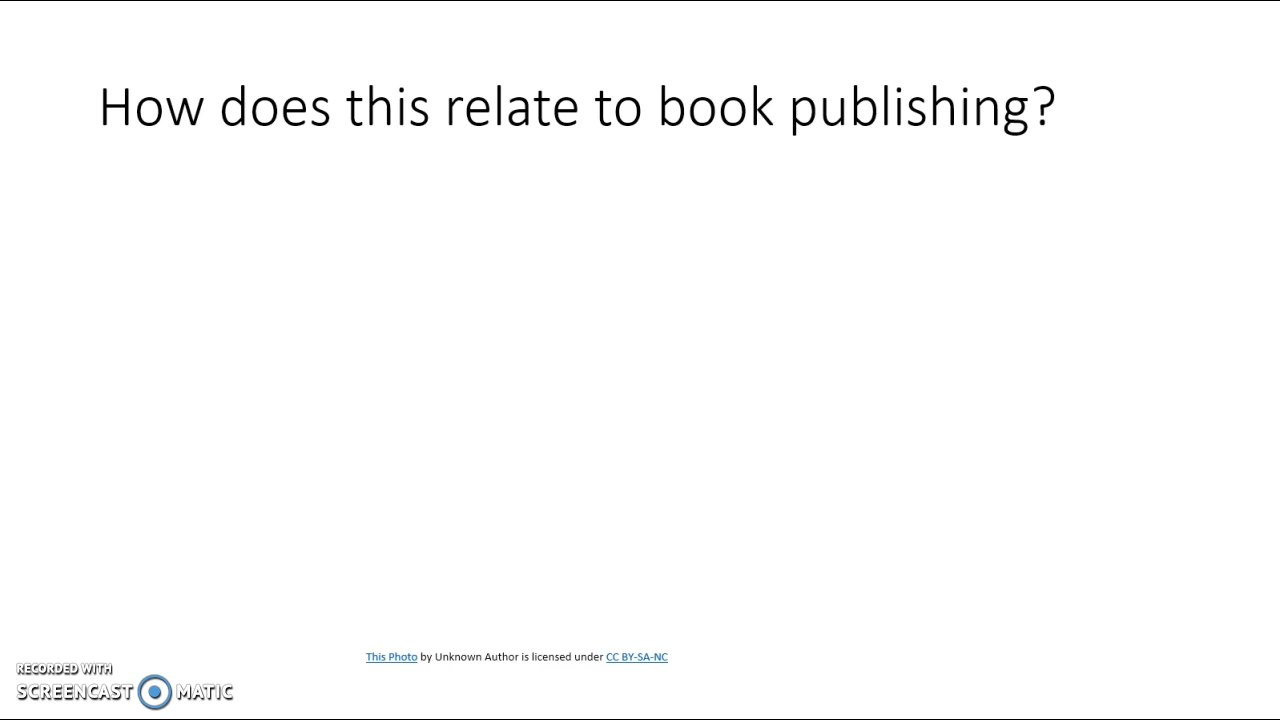 How does this relate to book publishing?
This Photo by Unknown Author is licensed under CC BY-SA-NC
RECORDED WITH
SCREENCAST MATIC